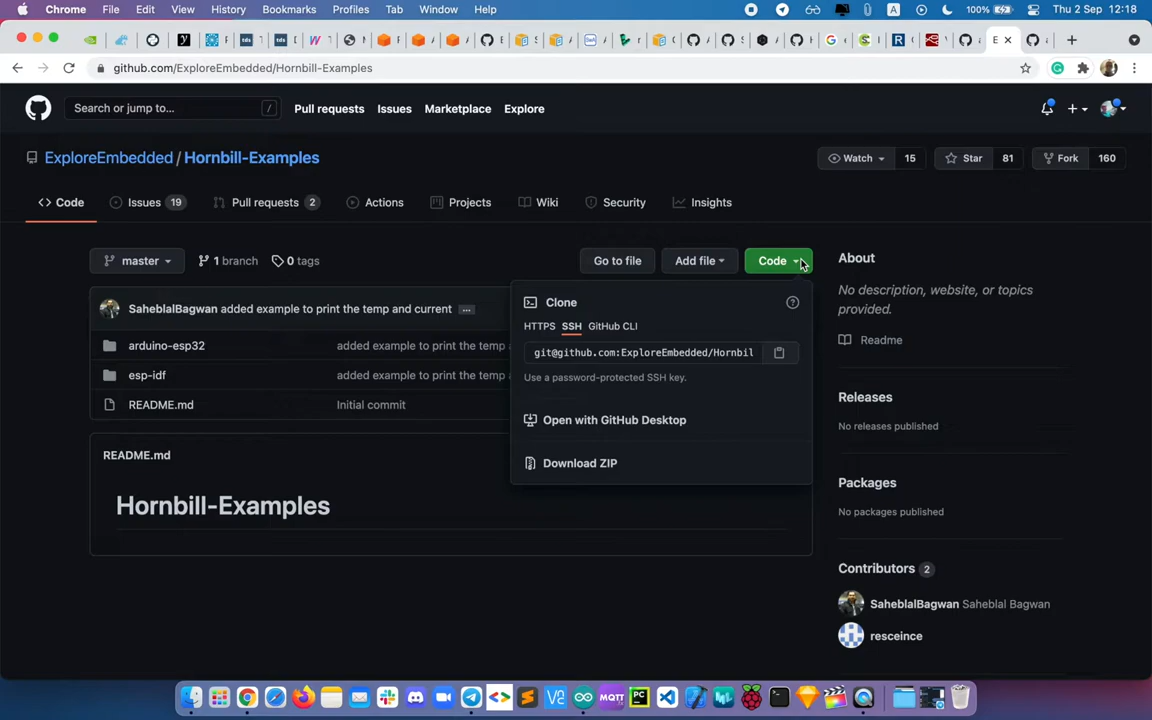 Chrome File Edit View History Bookmarks Profiles Tab Window Help 100% Thu 2 Sep 12:18
github.com/ExploreEmbedded/Hornbill-Examples
Search or jump to... / Pull requests Issues Marketplace Explore
ExploreEmbedded / Hornbill-Examples Watch 15 Star 81 Fork 160
Code Issues 19 Pull requests 2 Actions Projects Wiki Security Insights
master 1 branch 0 tags Go to file Add file Code About
SaheblalBagwan added example to print the temp and current ... Clone No description, website, or topics
provided.
HTTPS SSH GitHub CLI
arduino-esp32 added example to print the temp git@github.com:ExploreEmbedded/Hornbil Readme
esp-idf added example to print the temp Use a password-protected SSH key.
README.md Initial commit Releases
Open with GitHub Desktop No releases published
README.md Download ZIP
Packages
Hornbill-Examples No packages published
Contributors 2
SaheblalBagwan Saheblal Bagwan
resceince